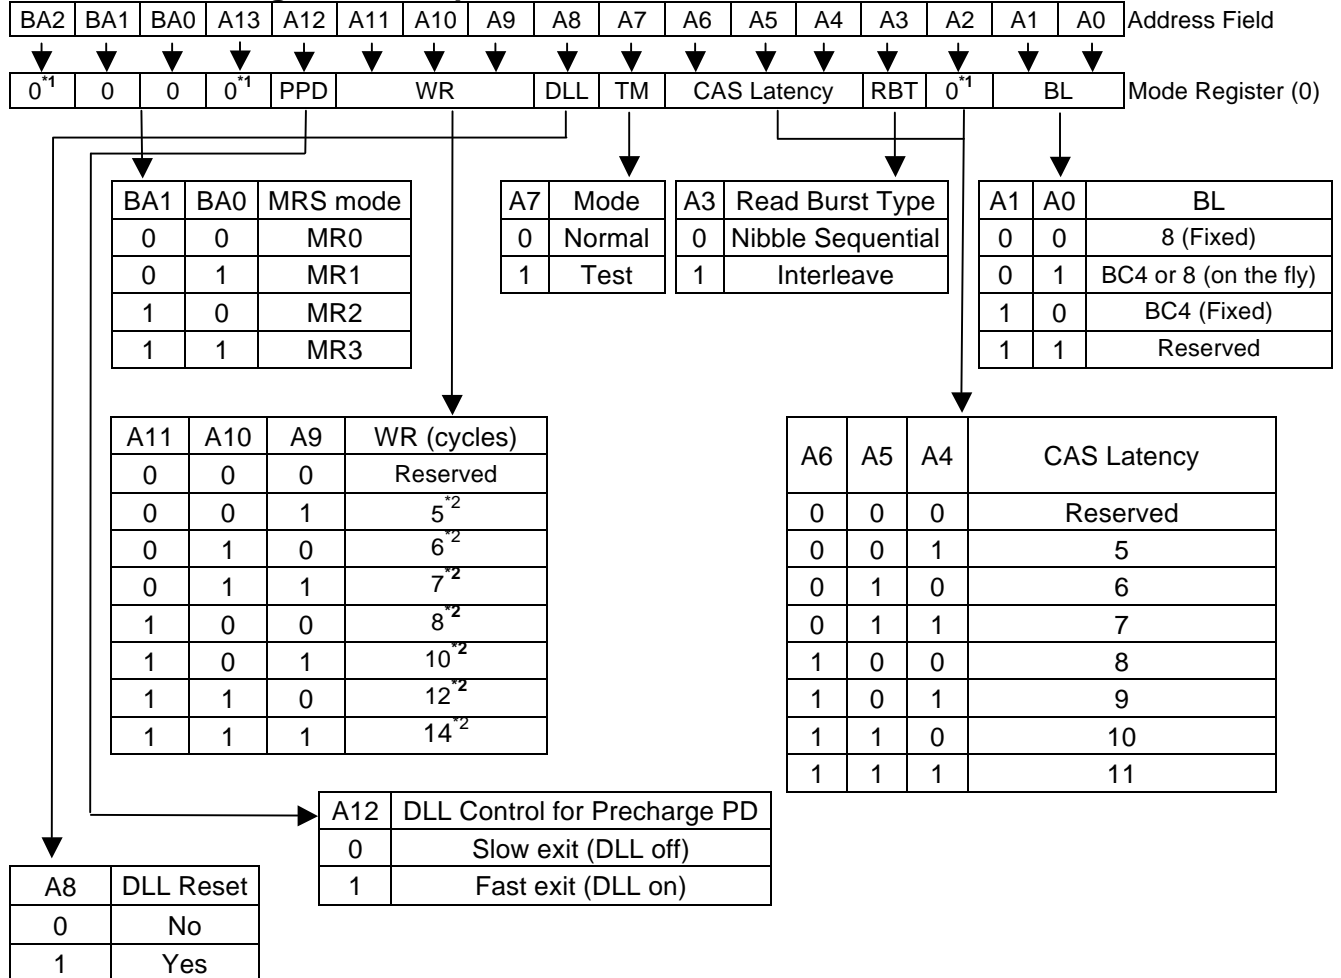 BA2 BA1 BA0 A13 A12 A11 A10 A9 A8 A7 A6 A5 A4 A3 A2 A1 A0 Address Field
0*1 0 0 0*1 PPD WR DLL TM CAS Latency RBT 0*1 BL Mode Register (0)
BA1 BA0 MRS mode
0 0 MR0
0 1 MR1
1 0 MR2
1 1 MR3
A7 Mode
0 Normal
1 Test
A3 Read Burst Type
0 Nibble Sequential
1 Interleave
A1 A0 BL
0 0 8 (Fixed)
0 1 BC4 or 8 (on the fly)
1 0 BC4 (Fixed)
1 1 Reserved
A11 A10 A9 WR (cycles)
0 0 0 Reserved
0 0 1 5*2
0 1 0 6*2
0 1 1 7*2
1 0 0 8*2
1 0 1 10*2
1 1 0 12*2
1 1 1 14*2
A6 A5 A4 CAS Latency
0 0 0 Reserved
0 0 1 5
0 1 0 6
0 1 1 7
1 0 0 8
1 0 1 9
1 1 0 10
1 1 1 11
A12 DLL Control for Precharge PD
0 Slow exit (DLL off)
1 Fast exit (DLL on)
A8 DLL Reset
0 No
1 Yes